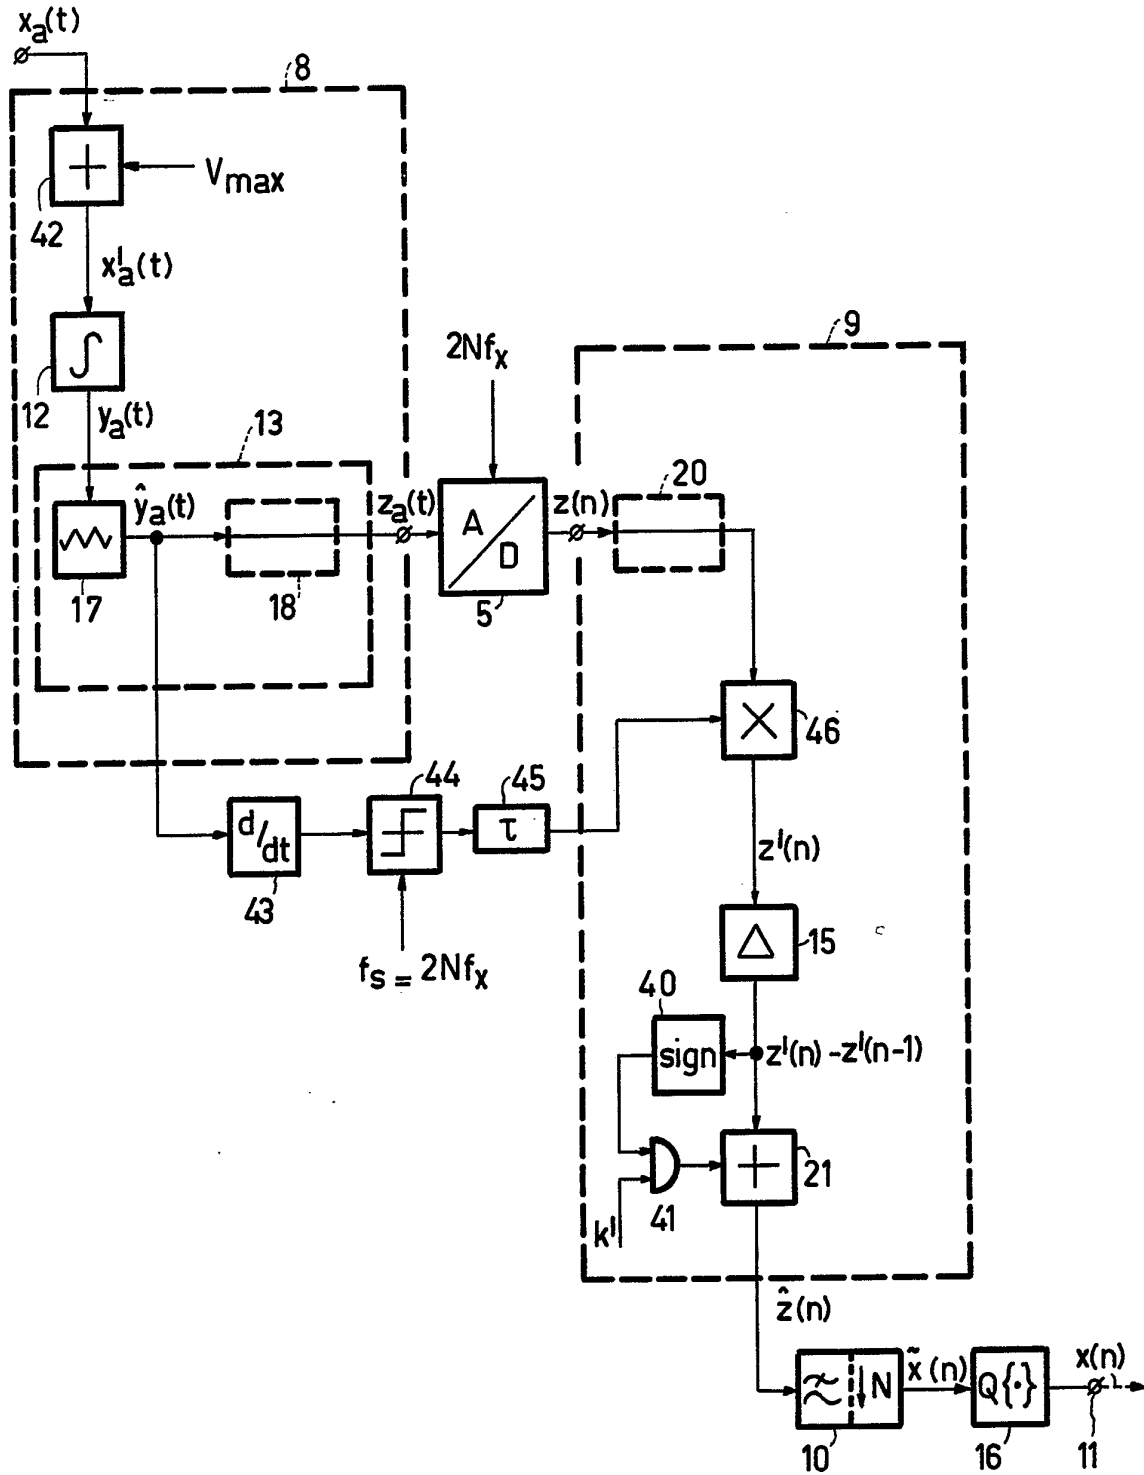 xₐ(t)
8
+
Vmax
42
x'ₐ(t)
∫
12
yₐ(t)
13
ŷₐ(t)
17
18
zₐ(t)
2Nfx
A/D
5
z(n)
9
20
×
46
d/dt
43
44
fs = 2Nfx
45
τ
z'(n)
Δ
15
40
sign
z'(n) - z'(n-1)
+
21
41
k'
ẑ(n)
↓N
10
x̃(n)
Q{·}
16
x(n)
11